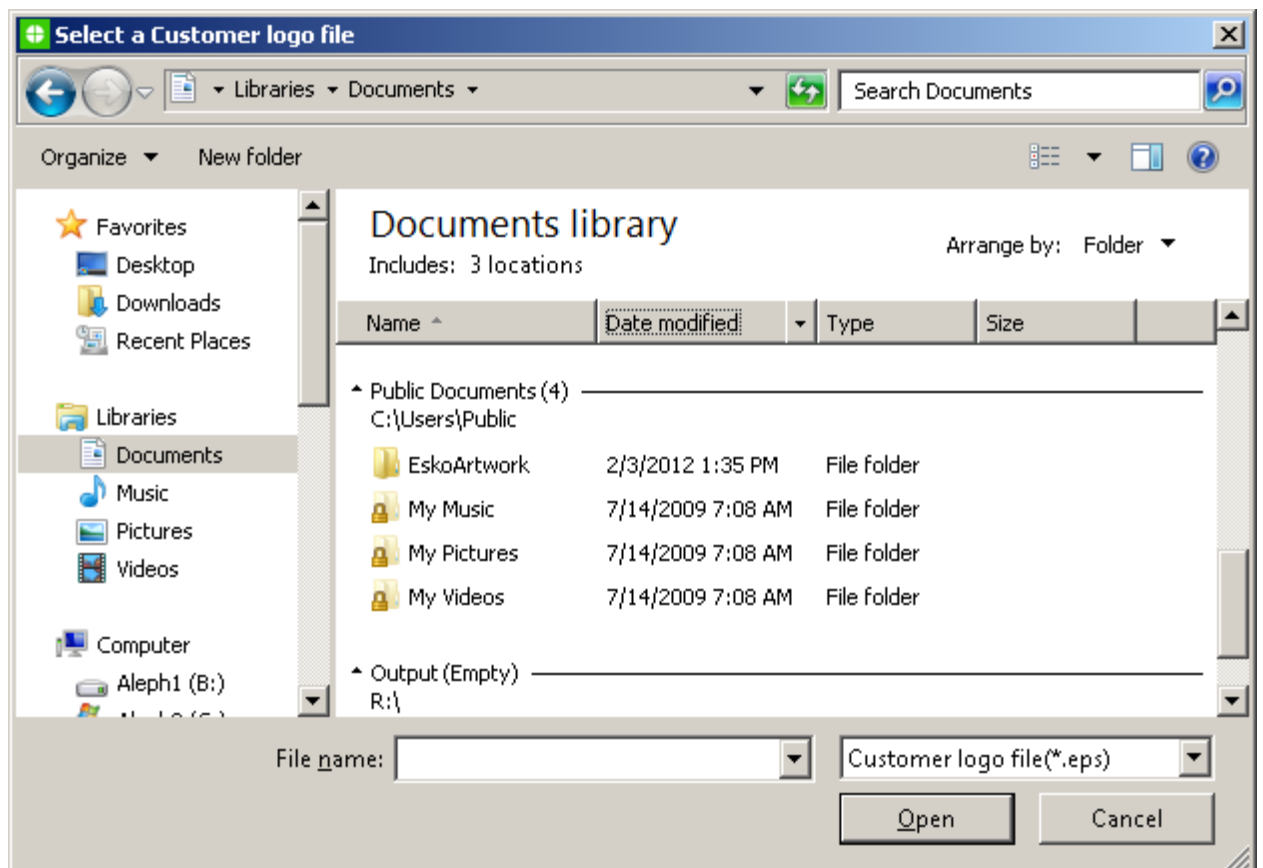 Select a Customer logo file
Libraries Documents
Search Documents
Organize New folder
Favorites
Desktop
Downloads
Recent Places
Libraries
Documents
Music
Pictures
Videos
Computer
Aleph1 (B:)
Documents library
Includes: 3 locations
Arrange by: Folder
Name Date modified Type Size
Public Documents (4)
C:\Users\Public
EskoArtwork 2/3/2012 1:35 PM File folder
My Music 7/14/2009 7:08 AM File folder
My Pictures 7/14/2009 7:08 AM File folder
My Videos 7/14/2009 7:08 AM File folder
Output (Empty)
R:\
File name:
Customer logo file(*.eps)
Open Cancel